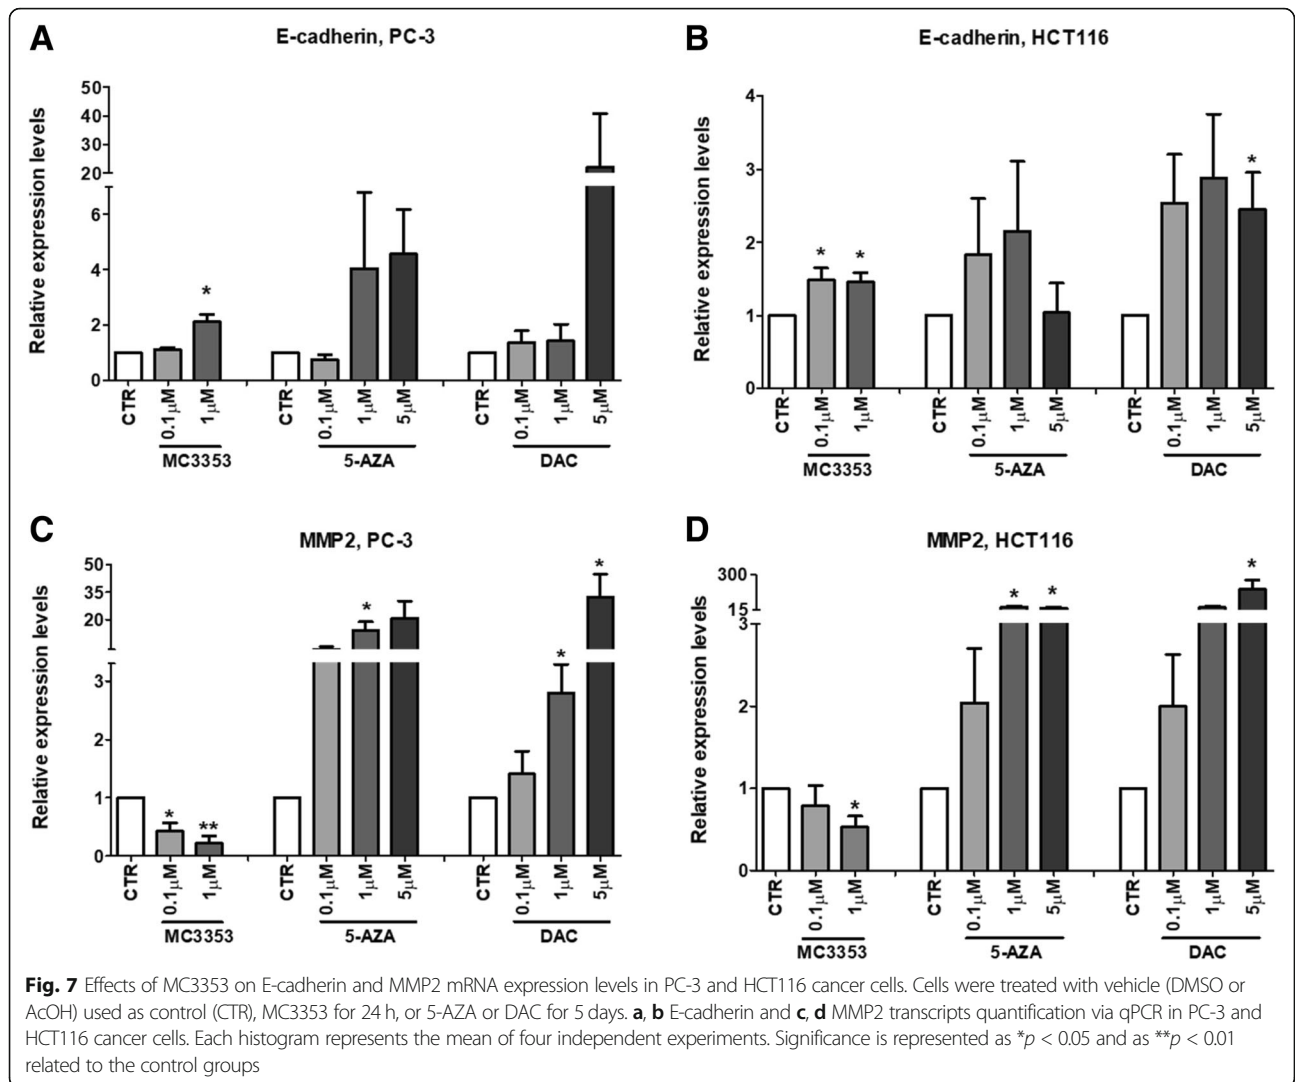 A
E-cadherin, PC-3
Relative expression levels
50
40
30
20
6
4
2
0
*
CTR
0.1µM
1µM
CTR
0.1µM
1µM
5µM
CTR
0.1µM
1µM
5µM
MC3353
5-AZA
DAC
B
E-cadherin, HCT116
Relative expression levels
4
3
2
1
0
*
*
*
CTR
0.1µM
1µM
CTR
0.1µM
1µM
5µM
CTR
0.1µM
1µM
5µM
MC3353
5-AZA
DAC
C
MMP2, PC-3
Relative expression levels
50
35
20
3
2
1
0
*
**
*
*
*
CTR
0.1µM
1µM
CTR
0.1µM
1µM
5µM
CTR
0.1µM
1µM
5µM
MC3353
5-AZA
DAC
D
MMP2, HCT116
Relative expression levels
300
15
3
2
1
0
*
*
*
*
CTR
0.1µM
1µM
CTR
0.1µM
1µM
5µM
CTR
0.1µM
1µM
5µM
MC3353
5-AZA
DAC
Fig. 7 Effects of MC3353 on E-cadherin and MMP2 mRNA expression levels in PC-3 and HCT116 cancer cells. Cells were treated with vehicle (DMSO or
AcOH) used as control (CTR), MC3353 for 24 h, or 5-AZA or DAC for 5 days. a, b E-cadherin and c, d MMP2 transcripts quantification via qPCR in PC-3 and
HCT116 cancer cells. Each histogram represents the mean of four independent experiments. Significance is represented as *p < 0.05 and as **p < 0.01
related to the control groups